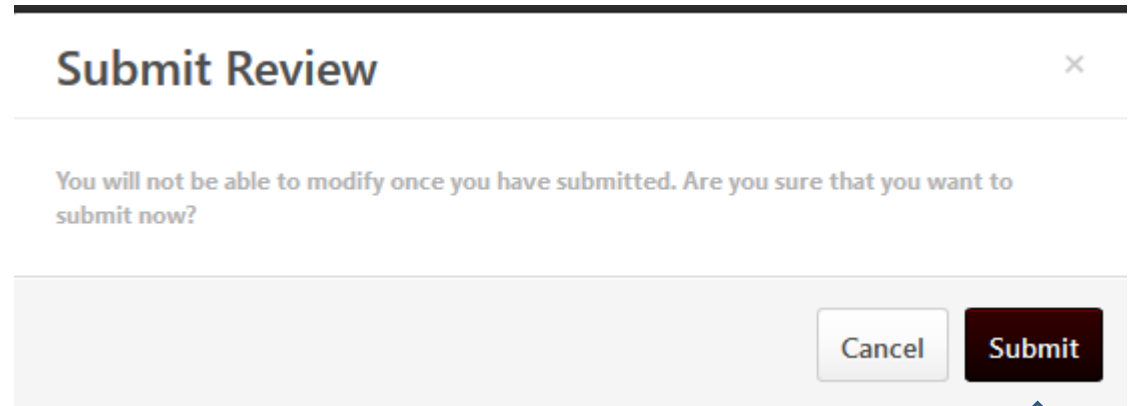 Submit Review
You will not be able to modify once you have submitted. Are you sure that you want to
submit now?
Cancel Submit